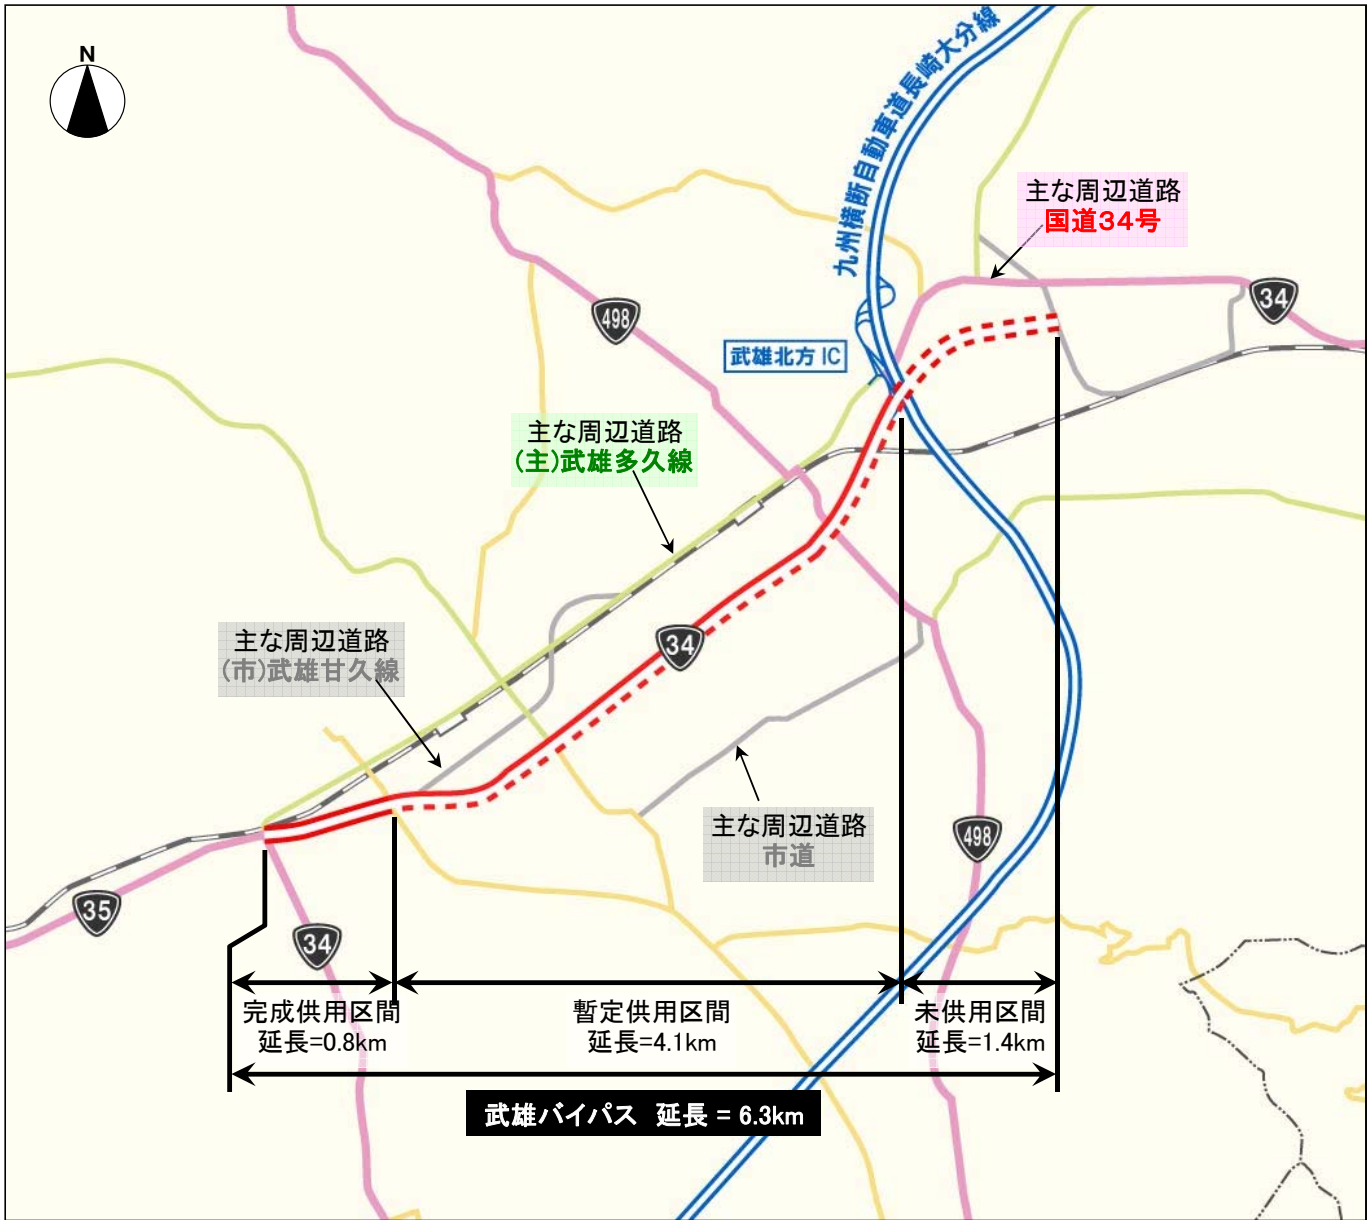 N
九州横断自動車道長崎大分線
主な周辺道路
国道34号
34
498
武雄北方IC
主な周辺道路
(主)武雄多久線
主な周辺道路
(市)武雄甘久線
34
主な周辺道路
市道
498
35
34
完成供用区間
延長=0.8km
暫定供用区間
延長=4.1km
未供用区間
延長=1.4km
武雄バイパス 延長 = 6.3km